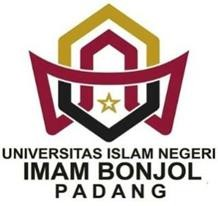 UNIVERSITAS ISLAM NEGERI
IMAM BONJOL
PADANG